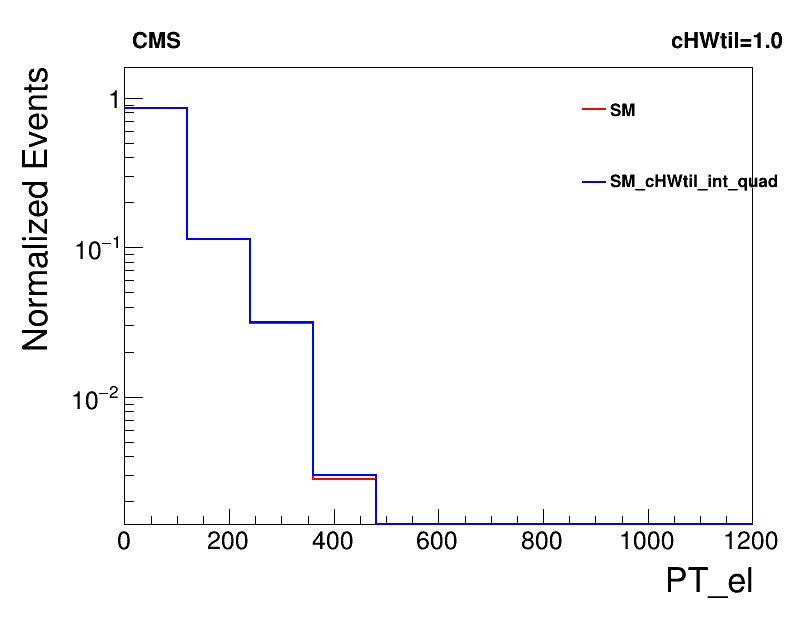 CMS
cHWtil=1.0
Normalized Events
1
10−1
10−2
SM
SM_cHWtil_int_quad
0 200 400 600 800 1000 1200
PT_el